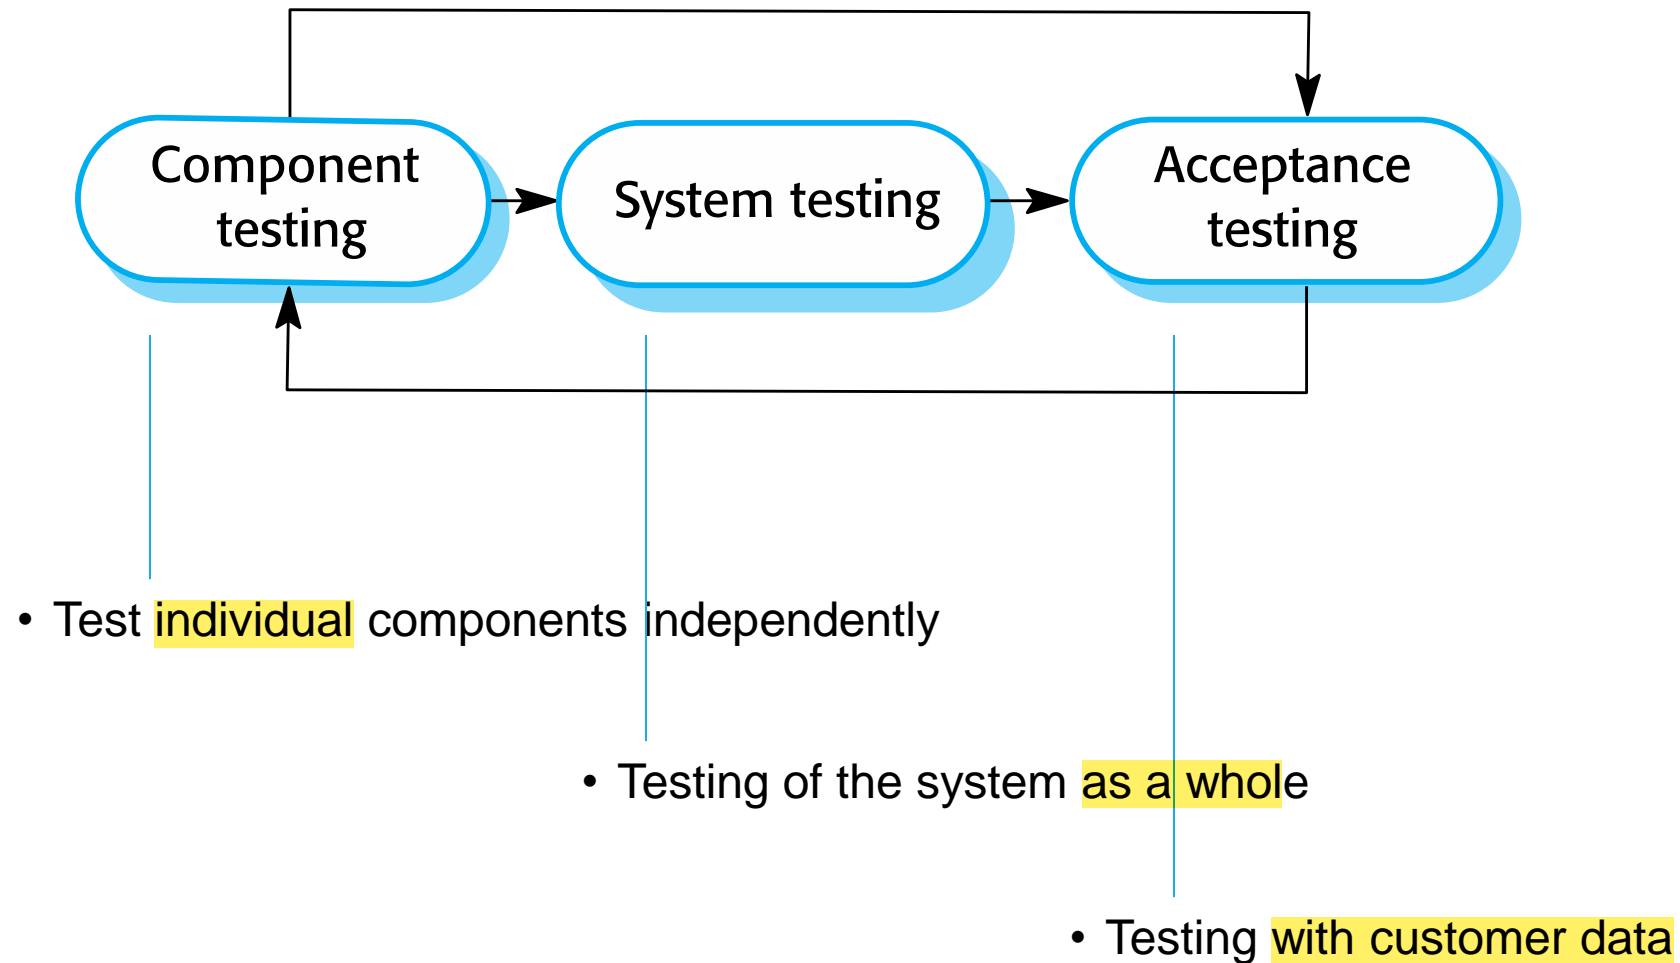 Component
testing
System testing
Acceptance
testing
• Test individual components independently
• Testing of the system as a whole
• Testing with customer data